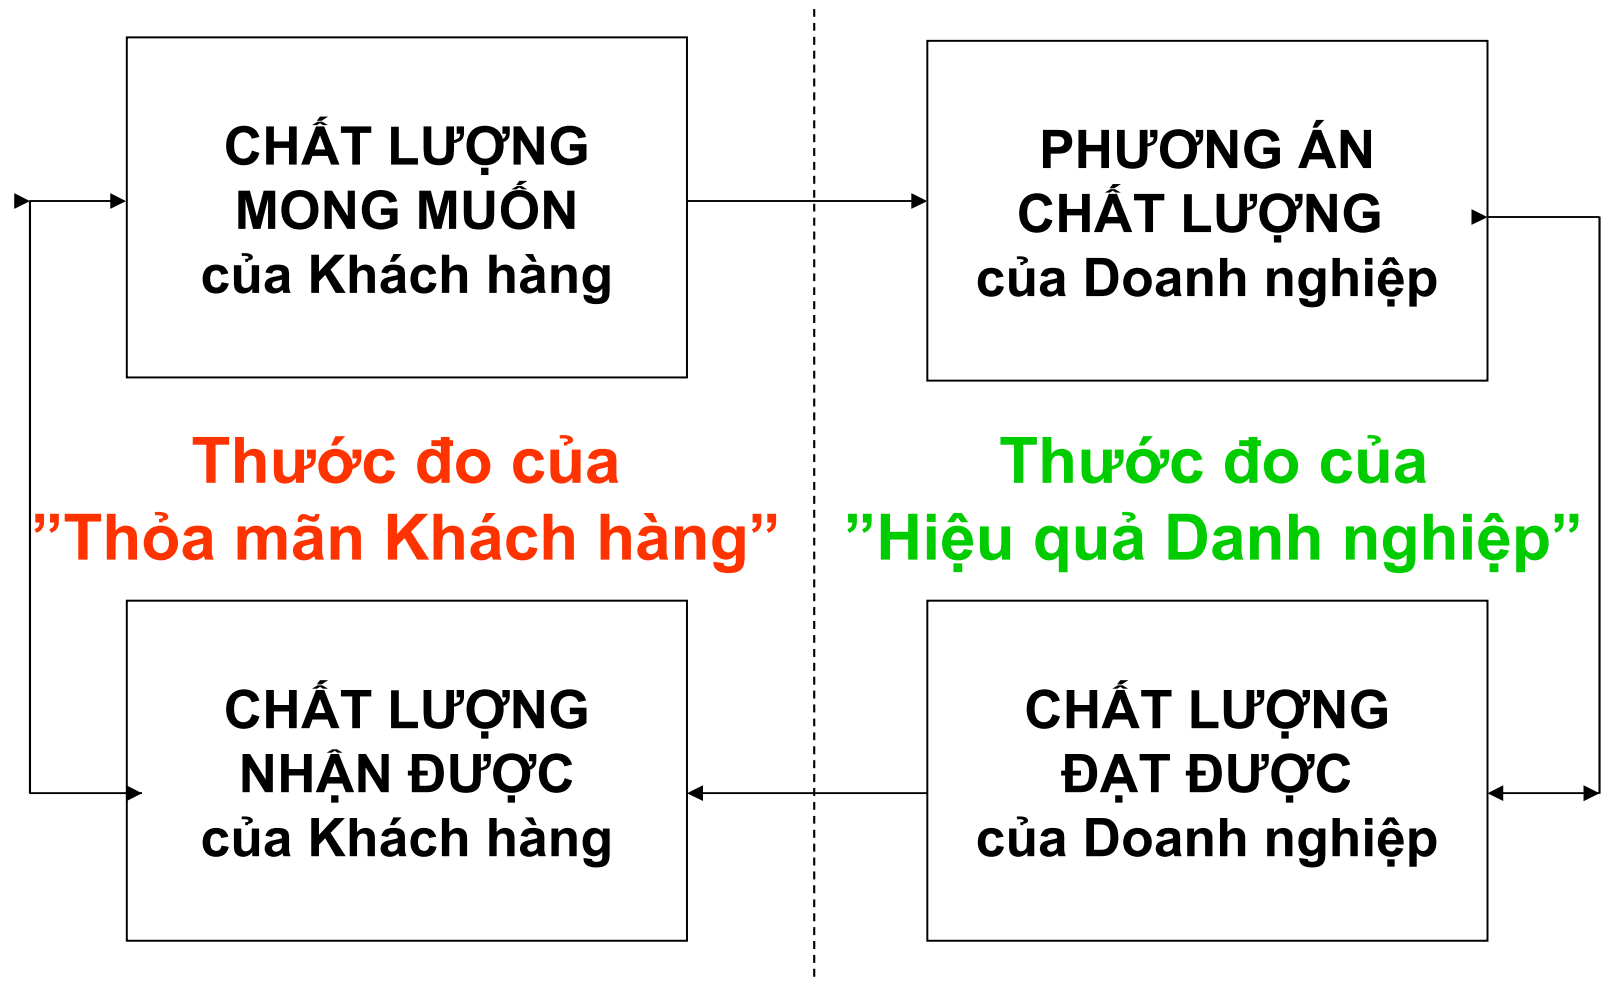 CHẤT LƯỢNG
MONG MUỐN
của Khách hàng
PHƯƠNG ÁN
CHẤT LƯỢNG
của Doanh nghiệp
Thước đo của
”Thỏa mãn Khách hàng”
Thước đo của
”Hiệu quả Danh nghiệp”
CHẤT LƯỢNG
NHẬN ĐƯỢC
của Khách hàng
CHẤT LƯỢNG
ĐẠT ĐƯỢC
của Doanh nghiệp